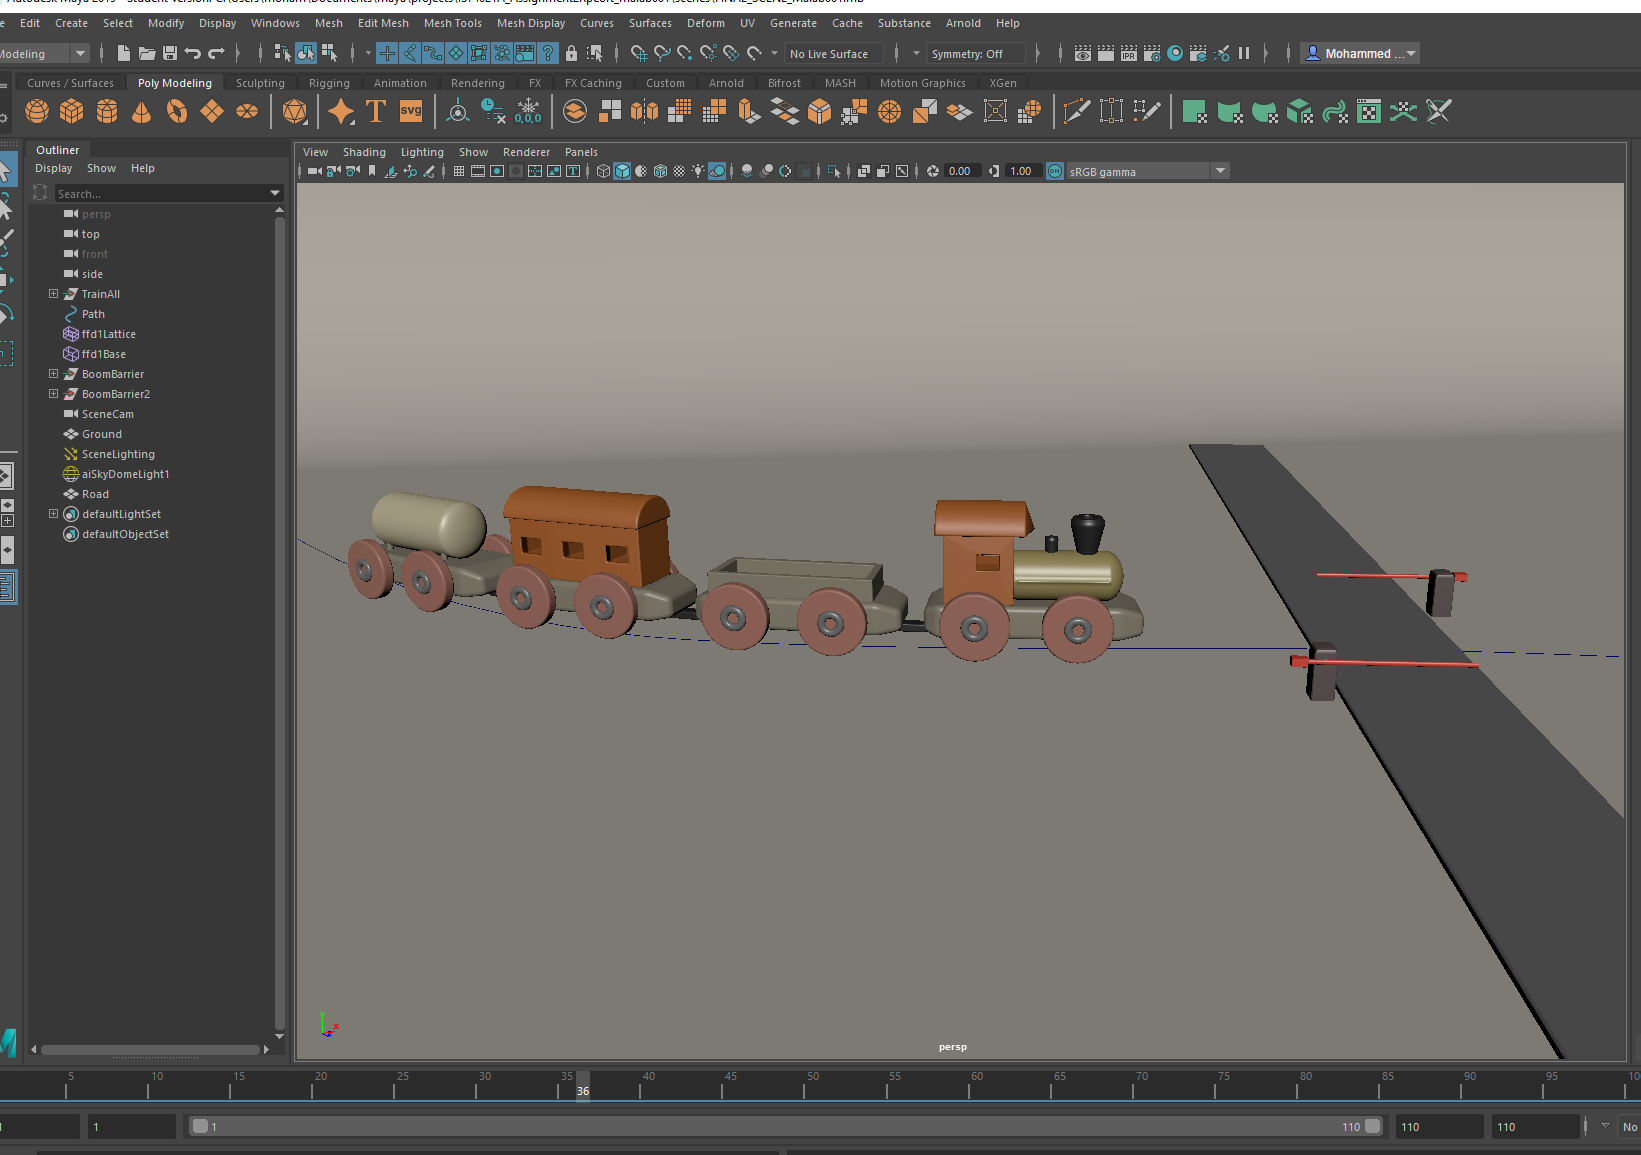 Edit Create Select Modify Display Windows Mesh Edit Mesh Mesh Tools Mesh Display Curves Surfaces Deform UV Generate Cache Substance Arnold Help
No Live Surface Symmetry: Off Mohammed ...
Curves / Surfaces Poly Modeling Sculpting Rigging Animation Rendering FX FX Caching Custom Arnold Bifrost MASH Motion Graphics XGen
T SVG 0,0,0
Outliner
Display Show Help
Search...
persp
top
front
side
TrainAll
Path
ffd1Lattice
ffd1Base
BoomBarrier
BoomBarrier2
SceneCam
Ground
SceneLighting
aiSkyDomeLight1
Road
defaultLightSet
defaultObjectSet
View Shading Lighting Show Renderer Panels
0.00 1.00 ON sRGB gamma
y
x
persp
5 10 15 20 25 30 35 40 45 50 55 60 65 70 75 80 85 90 95 10
36
1 1 110 110 110 No